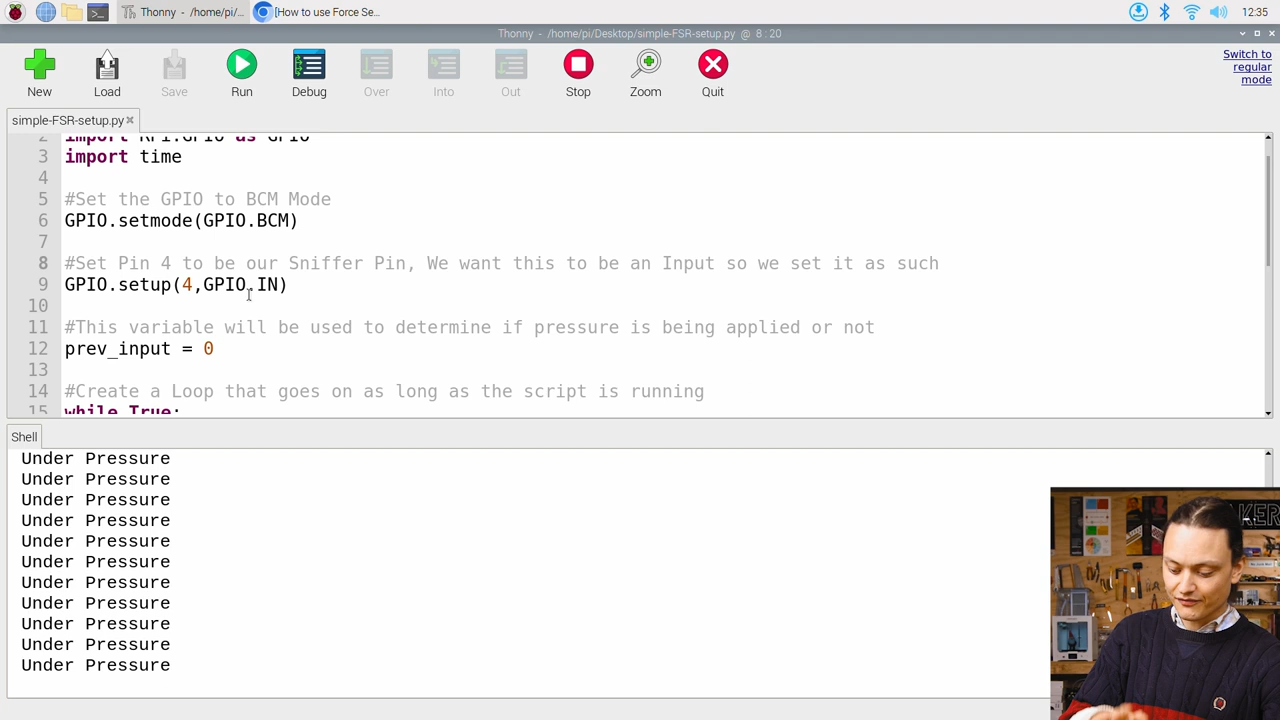 Thonny - /home/pi/...
[How to use Force Se...
12:35
Thonny - /home/pi/Desktop/simple-FSR-setup.py @ 8:20
New
Load
Save
Run
Debug
Over
Into
Out
Stop
Zoom
Quit
Switch to
regular
mode
simple-FSR-setup.py
2 import RPi.GPIO as GPIO
3 import time
4
5 #Set the GPIO to BCM Mode
6 GPIO.setmode(GPIO.BCM)
7
8 #Set Pin 4 to be our Sniffer Pin, We want this to be an Input so we set it as such
9 GPIO.setup(4,GPIO.IN)
10
11 #This variable will be used to determine if pressure is being applied or not
12 prev_input = 0
13
14 #Create a Loop that goes on as long as the script is running
15 while True:
Shell
Under Pressure
Under Pressure
Under Pressure
Under Pressure
Under Pressure
Under Pressure
Under Pressure
Under Pressure
Under Pressure
Under Pressure
Under Pressure